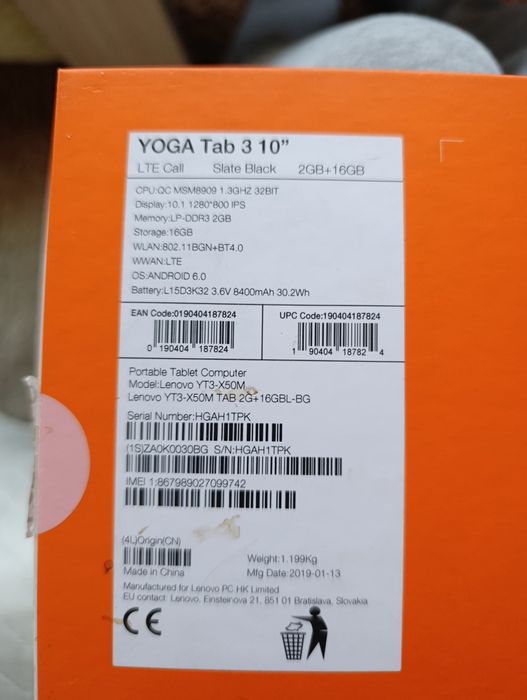 YOGA Tab 3 10”
LTE Call Slate Black 2GB+16GB
CPU:QC MSM8909 1.3GHZ 32BIT
Display:10.1 1280*800 IPS
Memory:LP-DDR3 2GB
Storage:16GB
WLAN:802.11BGN+BT4.0
WWAN:LTE
OS:ANDROID 6.0
Battery:L15D3K32 3.6V 8400mAh 30.2Wh
EAN Code:0190404187824 UPC Code:190404187824
0 190404 187824 1 90404 18782 4
Portable Tablet Computer
Model:Lenovo YT3-X50M
Lenovo YT3-X50M TAB 2G+16GBL-BG
Serial Number:HGAH1TPK
(1S)ZA0K0030BG S/N:HGAH1TPK
IMEI 1:867989027099742
(4L)Origin(CN)
Weight:1.199Kg
Made in China Mfg Date:2019-01-13
Manufactured for Lenovo PC HK Limited
EU contact: Lenovo, Einsteinova 21, 851 01 Bratislava, Slovakia
CE